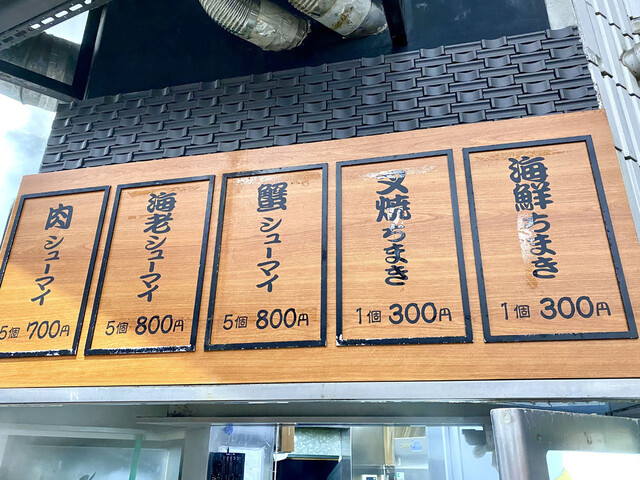 肉シューマイ
5個 700円
海老シューマイ
5個 800円
蟹シューマイ
5個 800円
叉焼ちまき
1個 300円
海鮮ちまき
1個 300円